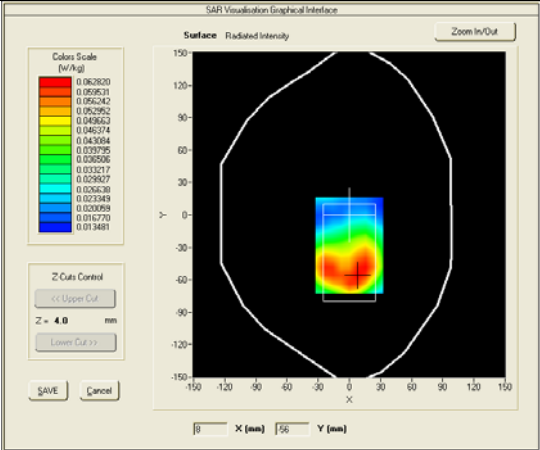 SAR Visualisation Graphical Interface
Surface Radiated Intensity
Zoom In/Out
Colors Scale
(W/kg)
0.062820
0.059531
0.056242
0.052952
0.049663
0.046374
0.043084
0.039795
0.036506
0.033217
0.029927
0.026638
0.023349
0.020059
0.016770
0.013481
Z-Cuts Control
<< Upper Cut
Z = 4.0 mm
Lower Cut >>
SAVE Cancel
150
120
90
60
30
0
-30
-60
-90
-120
-150
Y
-150 -120 -90 -60 -30 0 30 60 90 120 150
X
8 X (mm) -56 Y (mm)